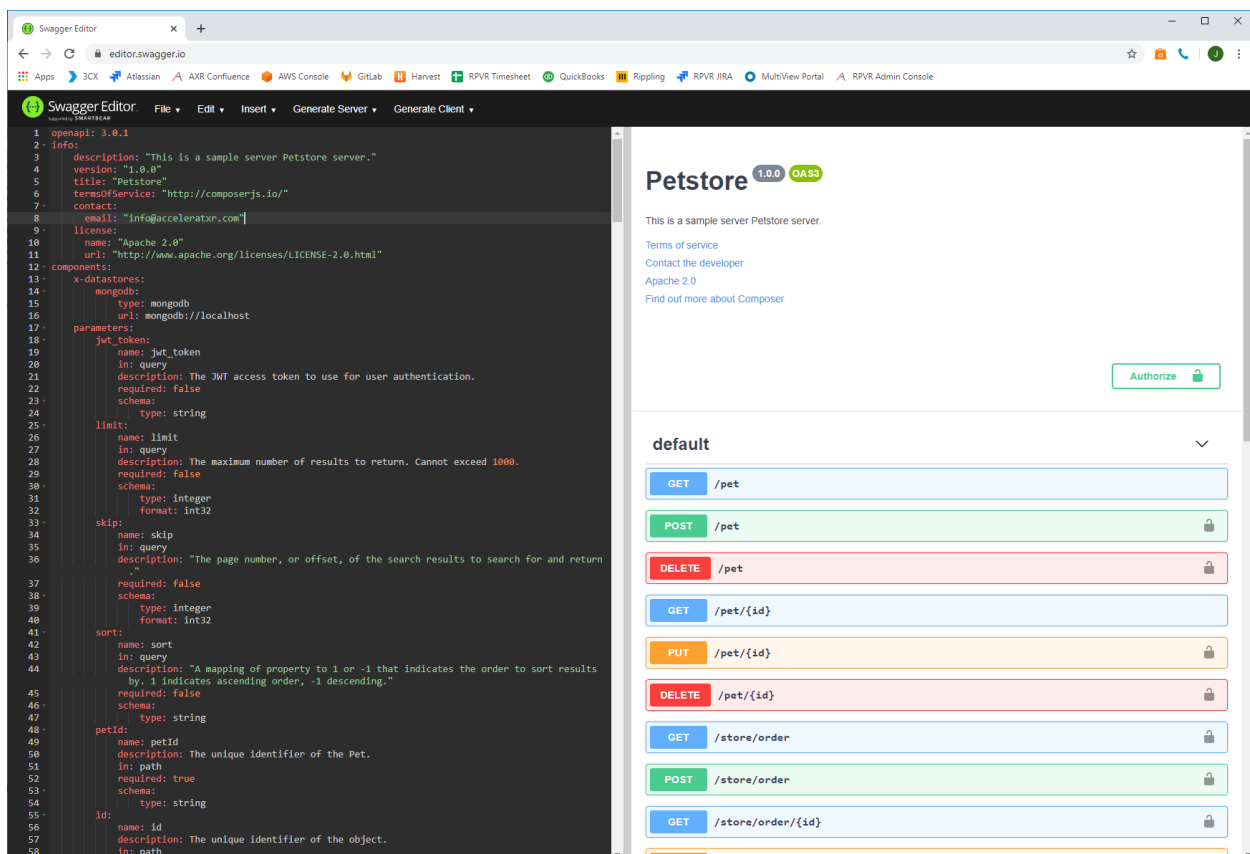 Swagger Editor
editor.swagger.io
J
Apps 3CX Atlassian AXR Confluence AWS Console GitLab Harvest RPVR Timesheet QuickBooks Rippling RPVR JIRA MultiView Portal RPVR Admin Console
{··} Swagger Editor. File Edit Insert Generate Server Generate Client
Supported by SMARTBEAR
1 openapi: 3.0.1
2 info:
3 description: "This is a sample server Petstore server."
4 version: "1.0.0"
5 title: "Petstore"
6 termsOfService: "http://composerjs.io/"
7 contact:
8 email: "info@acceleratxr.com"
9 license:
10 name: "Apache 2.0"
11 url: "http://www.apache.org/licenses/LICENSE-2.0.html"
12 components:
13 x-datastores:
14 mongodb:
15 type: mongodb
16 url: mongodb://localhost
17 parameters:
18 jwt_token:
19 name: jwt_token
20 in: query
21 description: The JWT access token to use for user authentication.
22 required: false
23 schema:
24 type: string
25 limit:
26 name: limit
27 in: query
28 description: The maximum number of results to return. Cannot exceed 1000.
29 required: false
30 schema:
31 type: integer
32 format: int32
33 skip:
34 name: skip
35 in: query
36 description: "The page number, or offset, of the search results to search for and return
."
37 required: false
38 schema:
39 type: integer
40 format: int32
41 sort:
42 name: sort
43 in: query
44 description: "A mapping of property to 1 or -1 that indicates the order to sort results
by. 1 indicates ascending order, -1 descending."
45 required: false
46 schema:
47 type: string
48 petId:
49 name: petId
50 description: The unique identifier of the Pet.
51 in: path
52 required: true
53 schema:
54 type: string
55 id:
56 name: id
57 description: The unique identifier of the object.
58 in: path
Petstore 1.0.0 OAS3
This is a sample server Petstore server.
Terms of service
Contact the developer
Apache 2.0
Find out more about Composer
Authorize
default
GET /pet
POST /pet
DELETE /pet
GET /pet/{id}
PUT /pet/{id}
DELETE /pet/{id}
GET /store/order
POST /store/order
GET /store/order/{id}